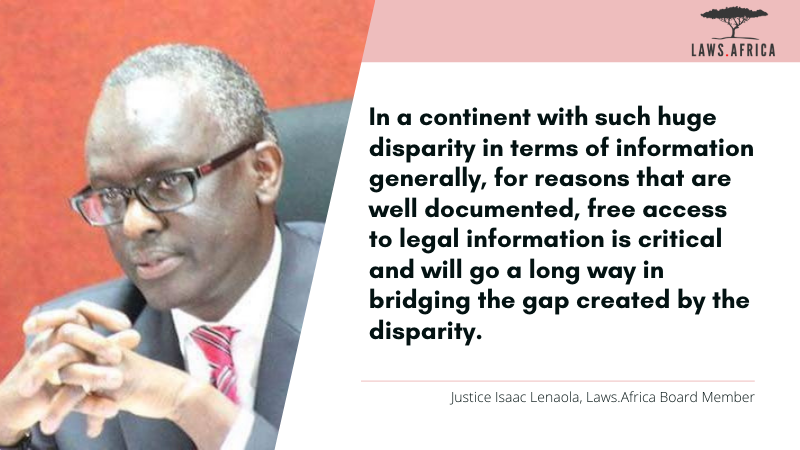 LAWS.AFRICA
In a continent with such huge
disparity in terms of information
generally, for reasons that are
well documented, free access
to legal information is critical
and will go a long way in
bridging the gap created by the
disparity.
Justice Isaac Lenaola, Laws.Africa Board Member